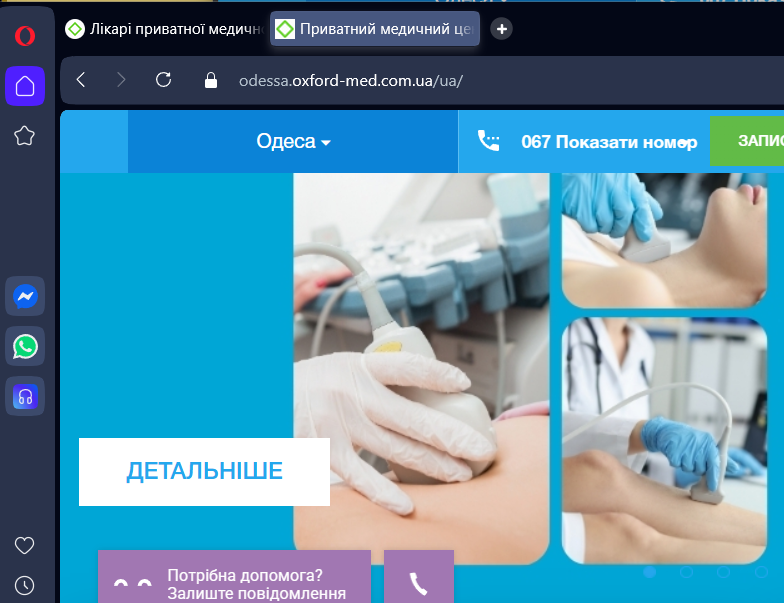 Лікарі приватної медичн
Приватний медичний це
odessa.oxford-med.com.ua/ua/
Одеса
067 Показати номер
ЗАПИС
ДЕТАЛЬНІШЕ
Потрібна допомога?
Залиште повідомлення